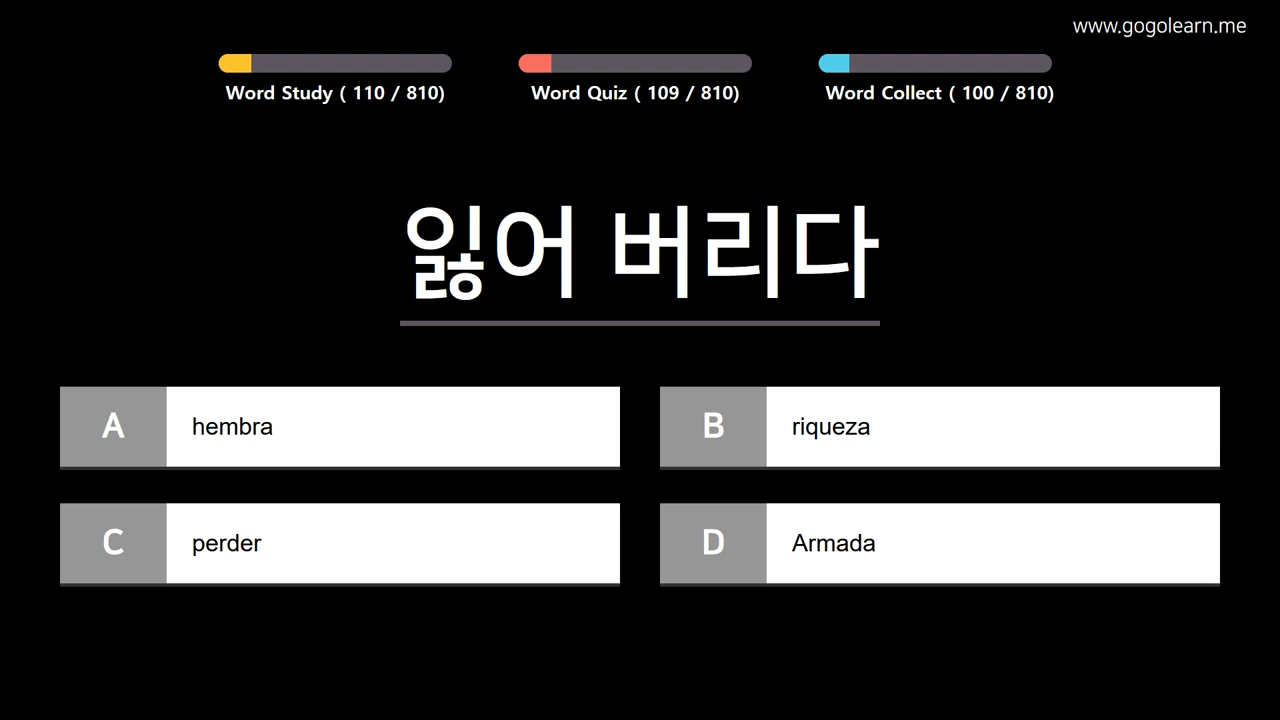 www.gogolearn.me
Word Study ( 110 / 810)
Word Quiz ( 109 / 810)
Word Collect ( 100 / 810)
잃어 버리다
A hembra
B riqueza
C perder
D Armada